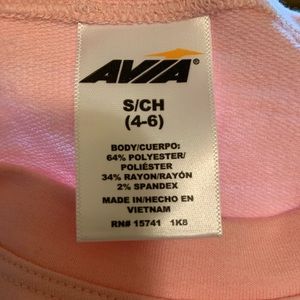 AVIA®
S/CH
(4-6)
BODY/CUERPO:
64% POLYESTER/
POLIÉSTER
34% RAYON/RAYÓN
2% SPANDEX
MADE IN/HECHO EN
VIETNAM
RN# 15741 1K8